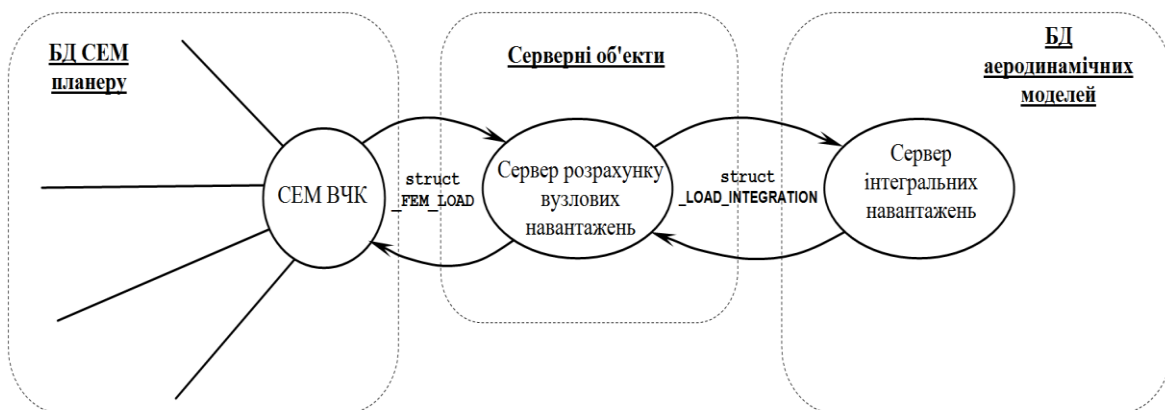 БД СЕМ
планеру
Серверні об'екти
БД
аеродинамічних
моделей
СЕМ ВЧК
struct
_FEM_LOAD
Сервер розрахунку
вузлових
навантажень
struct
_LOAD_INTEGRATION
Сервер
інтегральних
навантажень